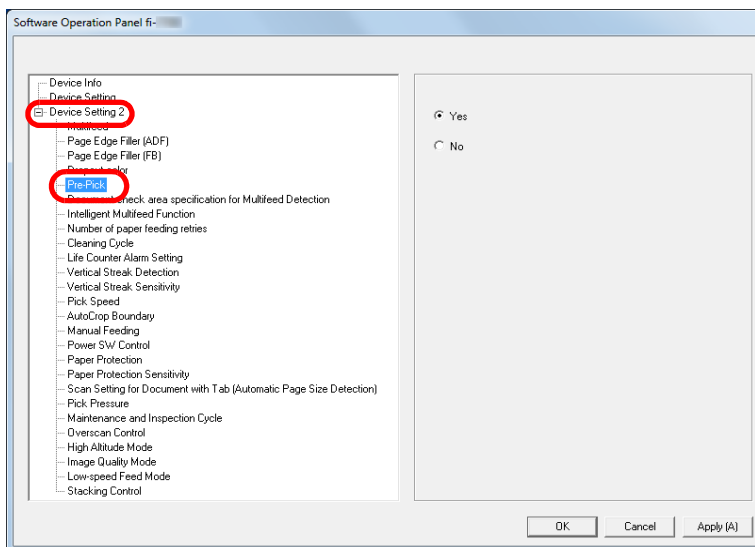 Software Operation Panel fi-
Device Info
Device Setting
Device Setting 2
Multifeed
Page Edge Filler (ADF)
Page Edge Filler (FB)
Dropout color
Pre-Pick
Document check area specification for Multifeed Detection
Intelligent Multifeed Function
Number of paper feeding retries
Cleaning Cycle
Life Counter Alarm Setting
Vertical Streak Detection
Vertical Streak Sensitivity
Pick Speed
AutoCrop Boundary
Manual Feeding
Power SW Control
Paper Protection
Paper Protection Sensitivity
Scan Setting for Document with Tab (Automatic Page Size Detection)
Pick Pressure
Maintenance and Inspection Cycle
Overscan Control
High Altitude Mode
Image Quality Mode
Low-speed Feed Mode
Stacking Control
Yes
No
OK Cancel Apply (A)